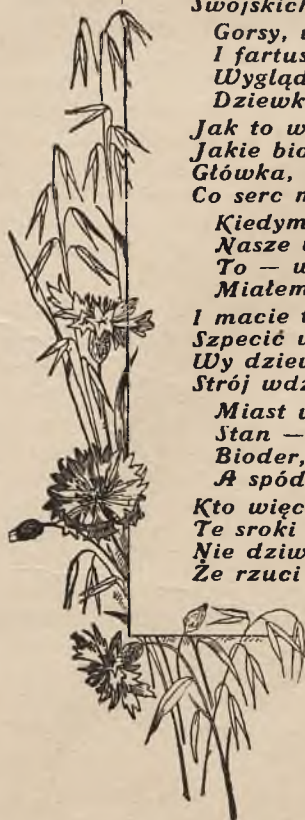 Swojskich
Gorsy,
I fartus
Wygląd
Dziewk
Jak to w
Jakie bia
Główka,
Co serc
Kiedym
Nasze
To —
Miałem
I macie
Szpecić
Wy dziew
Strój wdz
Miast
Stan —
Bioder,
A spód
Kto więc
Te sroki
Nie dziw
Że rzuci